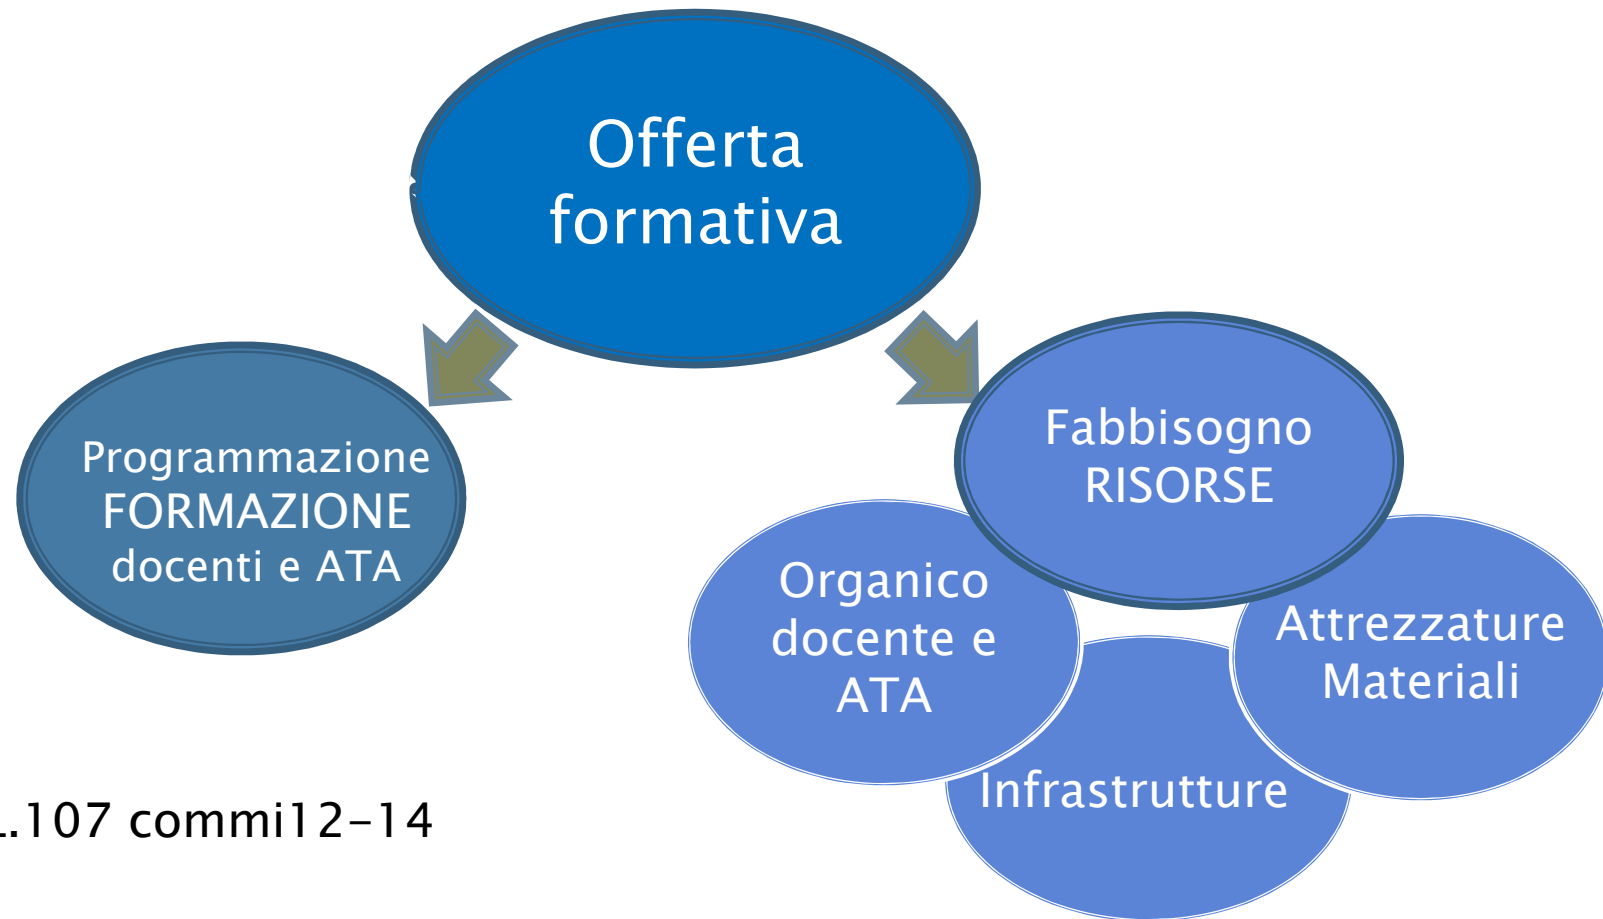 Offerta
formativa
Programmazione
FORMAZIONE
docenti e ATA
Fabbisogno
RISORSE
Organico
docente e
ATA
Attrezzature
Materiali
Infrastrutture
L.107 commi12-14